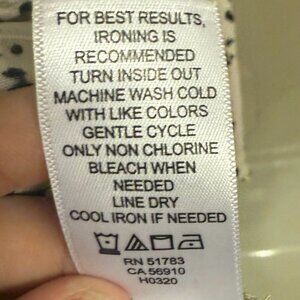 FOR BEST RESULTS,
IRONING IS
RECOMMENDED
TURN INSIDE OUT
MACHINE WASH COLD
WITH LIKE COLORS
GENTLE CYCLE
ONLY NON CHLORINE
BLEACH WHEN
NEEDED
LINE DRY
COOL IRON IF NEEDED
RN 51783
CA 56910
H0320